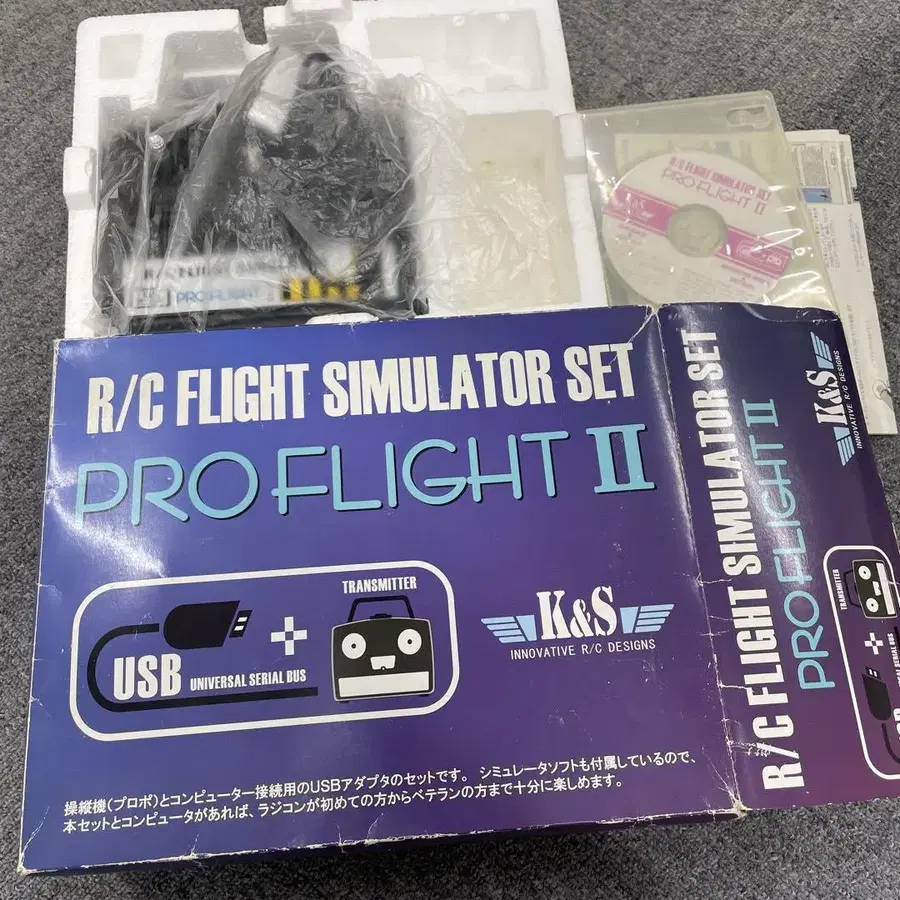 R/C FLIGHT SIMULATOR SET
PRO FLIGHT II
PRO FLIGHT
R/C FLIGHT SIMULATOR SET
PRO FLIGHT II
TRANSMITTER
USB UNIVERSAL SERIAL BUS
K&S
INNOVATIVE R/C DESIGNS
操縦機(プロポ)とコンピューター接続用のUSBアダプタのセットです。 シミュレータソフトも付属しているので、
本セットとコンピュータがあれば、ラジコンが初めての方からベテランの方まで十分に楽しめます。
R/C FLIGHT SIMULATOR SET
PRO FLIGHT II
K&S
INNOVATIVE R/C DESIGNS
TRANSMITTER
SERIAL BUS